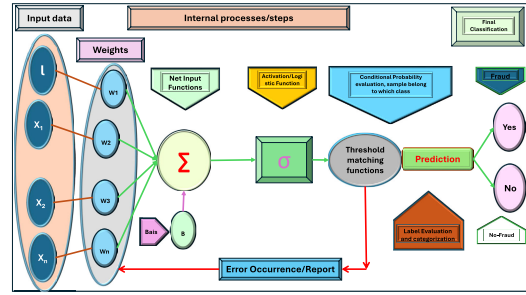 Input data
Internal processes/steps
Final
Classification
Weights
Net Input
Functions
Activation/Logi
stic Function
Conditional Probability
evaluation, sample belong
to which class
Fraud
l
X1
X2
Xn
W1
W2
W3
Wn
Σ
σ
Threshold
matching
functions
Prediction
Yes
No
Bais
B
Label Evaluation
and categorization
No-Fraud
Error Occurrence/Report